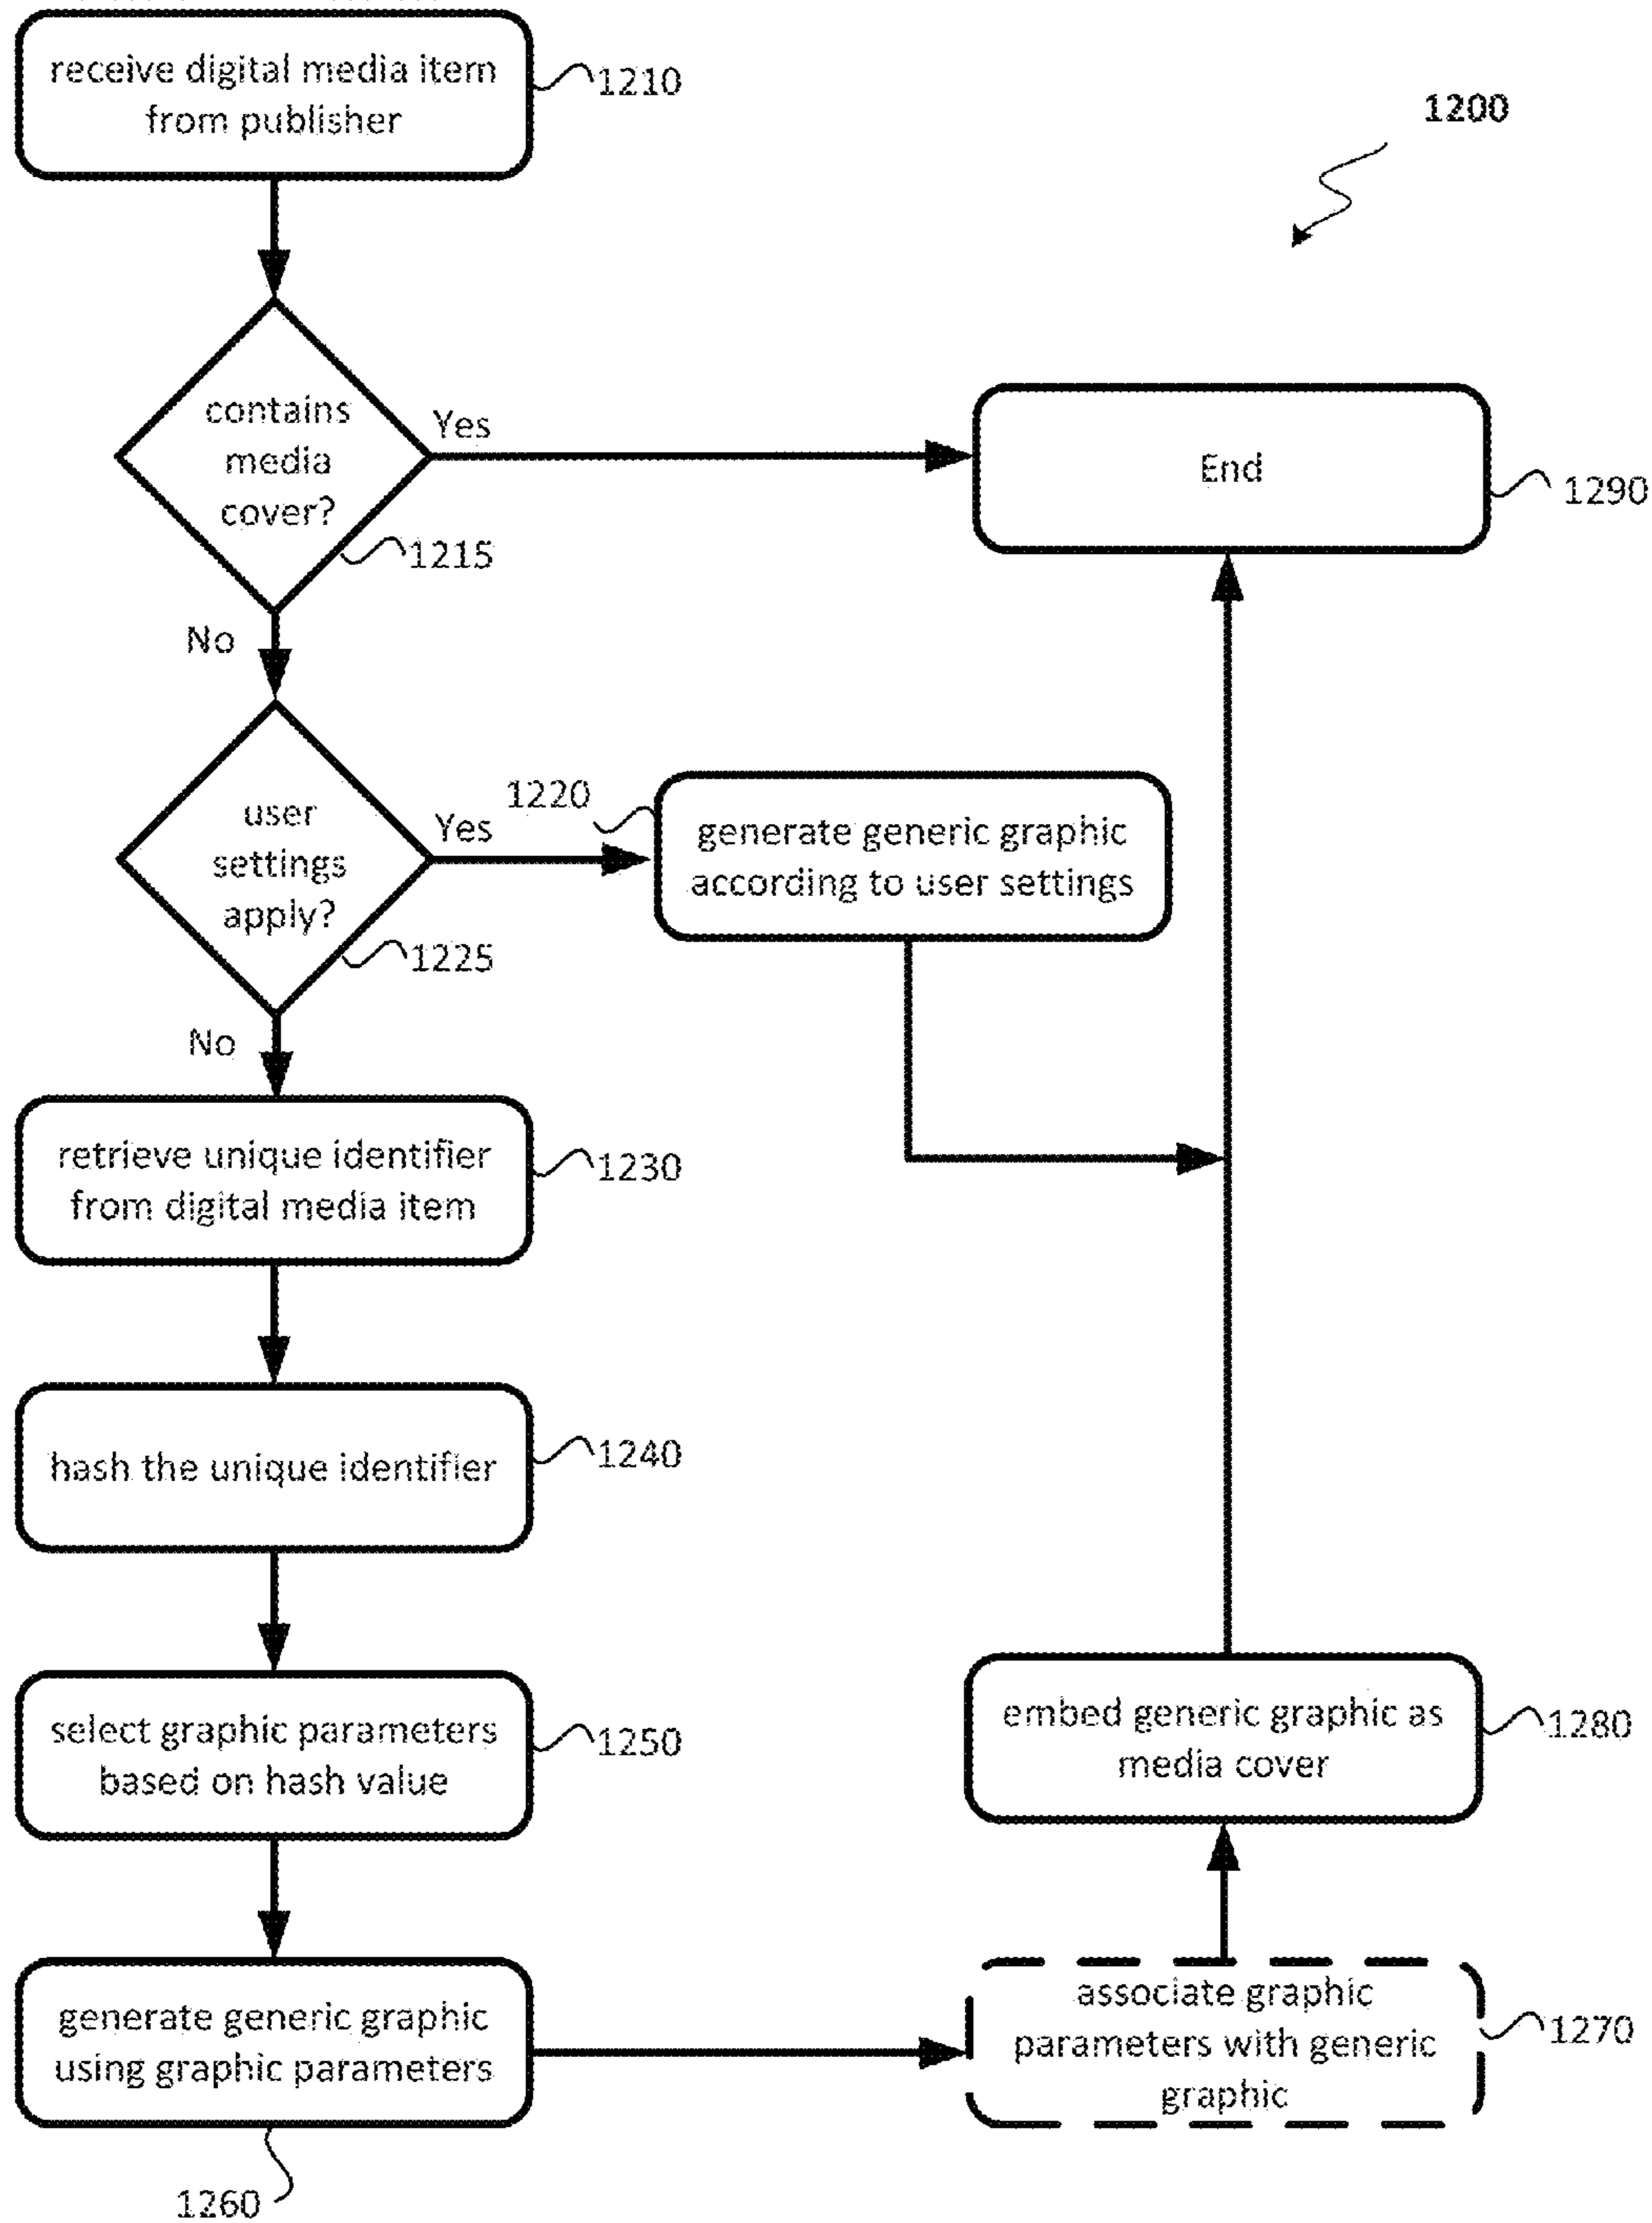 receive digital media item
from publisher
1210
1200
contains
media
cover?
Yes
1215
End
1290
No
user
settings
apply?
Yes
1225
1220
generate generic graphic
according to user settings
No
retrieve unique identifier
from digital media item
1230
hash the unique identifier
1240
select graphic parameters
based on hash value
1250
embed generic graphic as
media cover
1280
generate generic graphic
using graphic parameters
1260
associate graphic
parameters with generic
graphic
1270